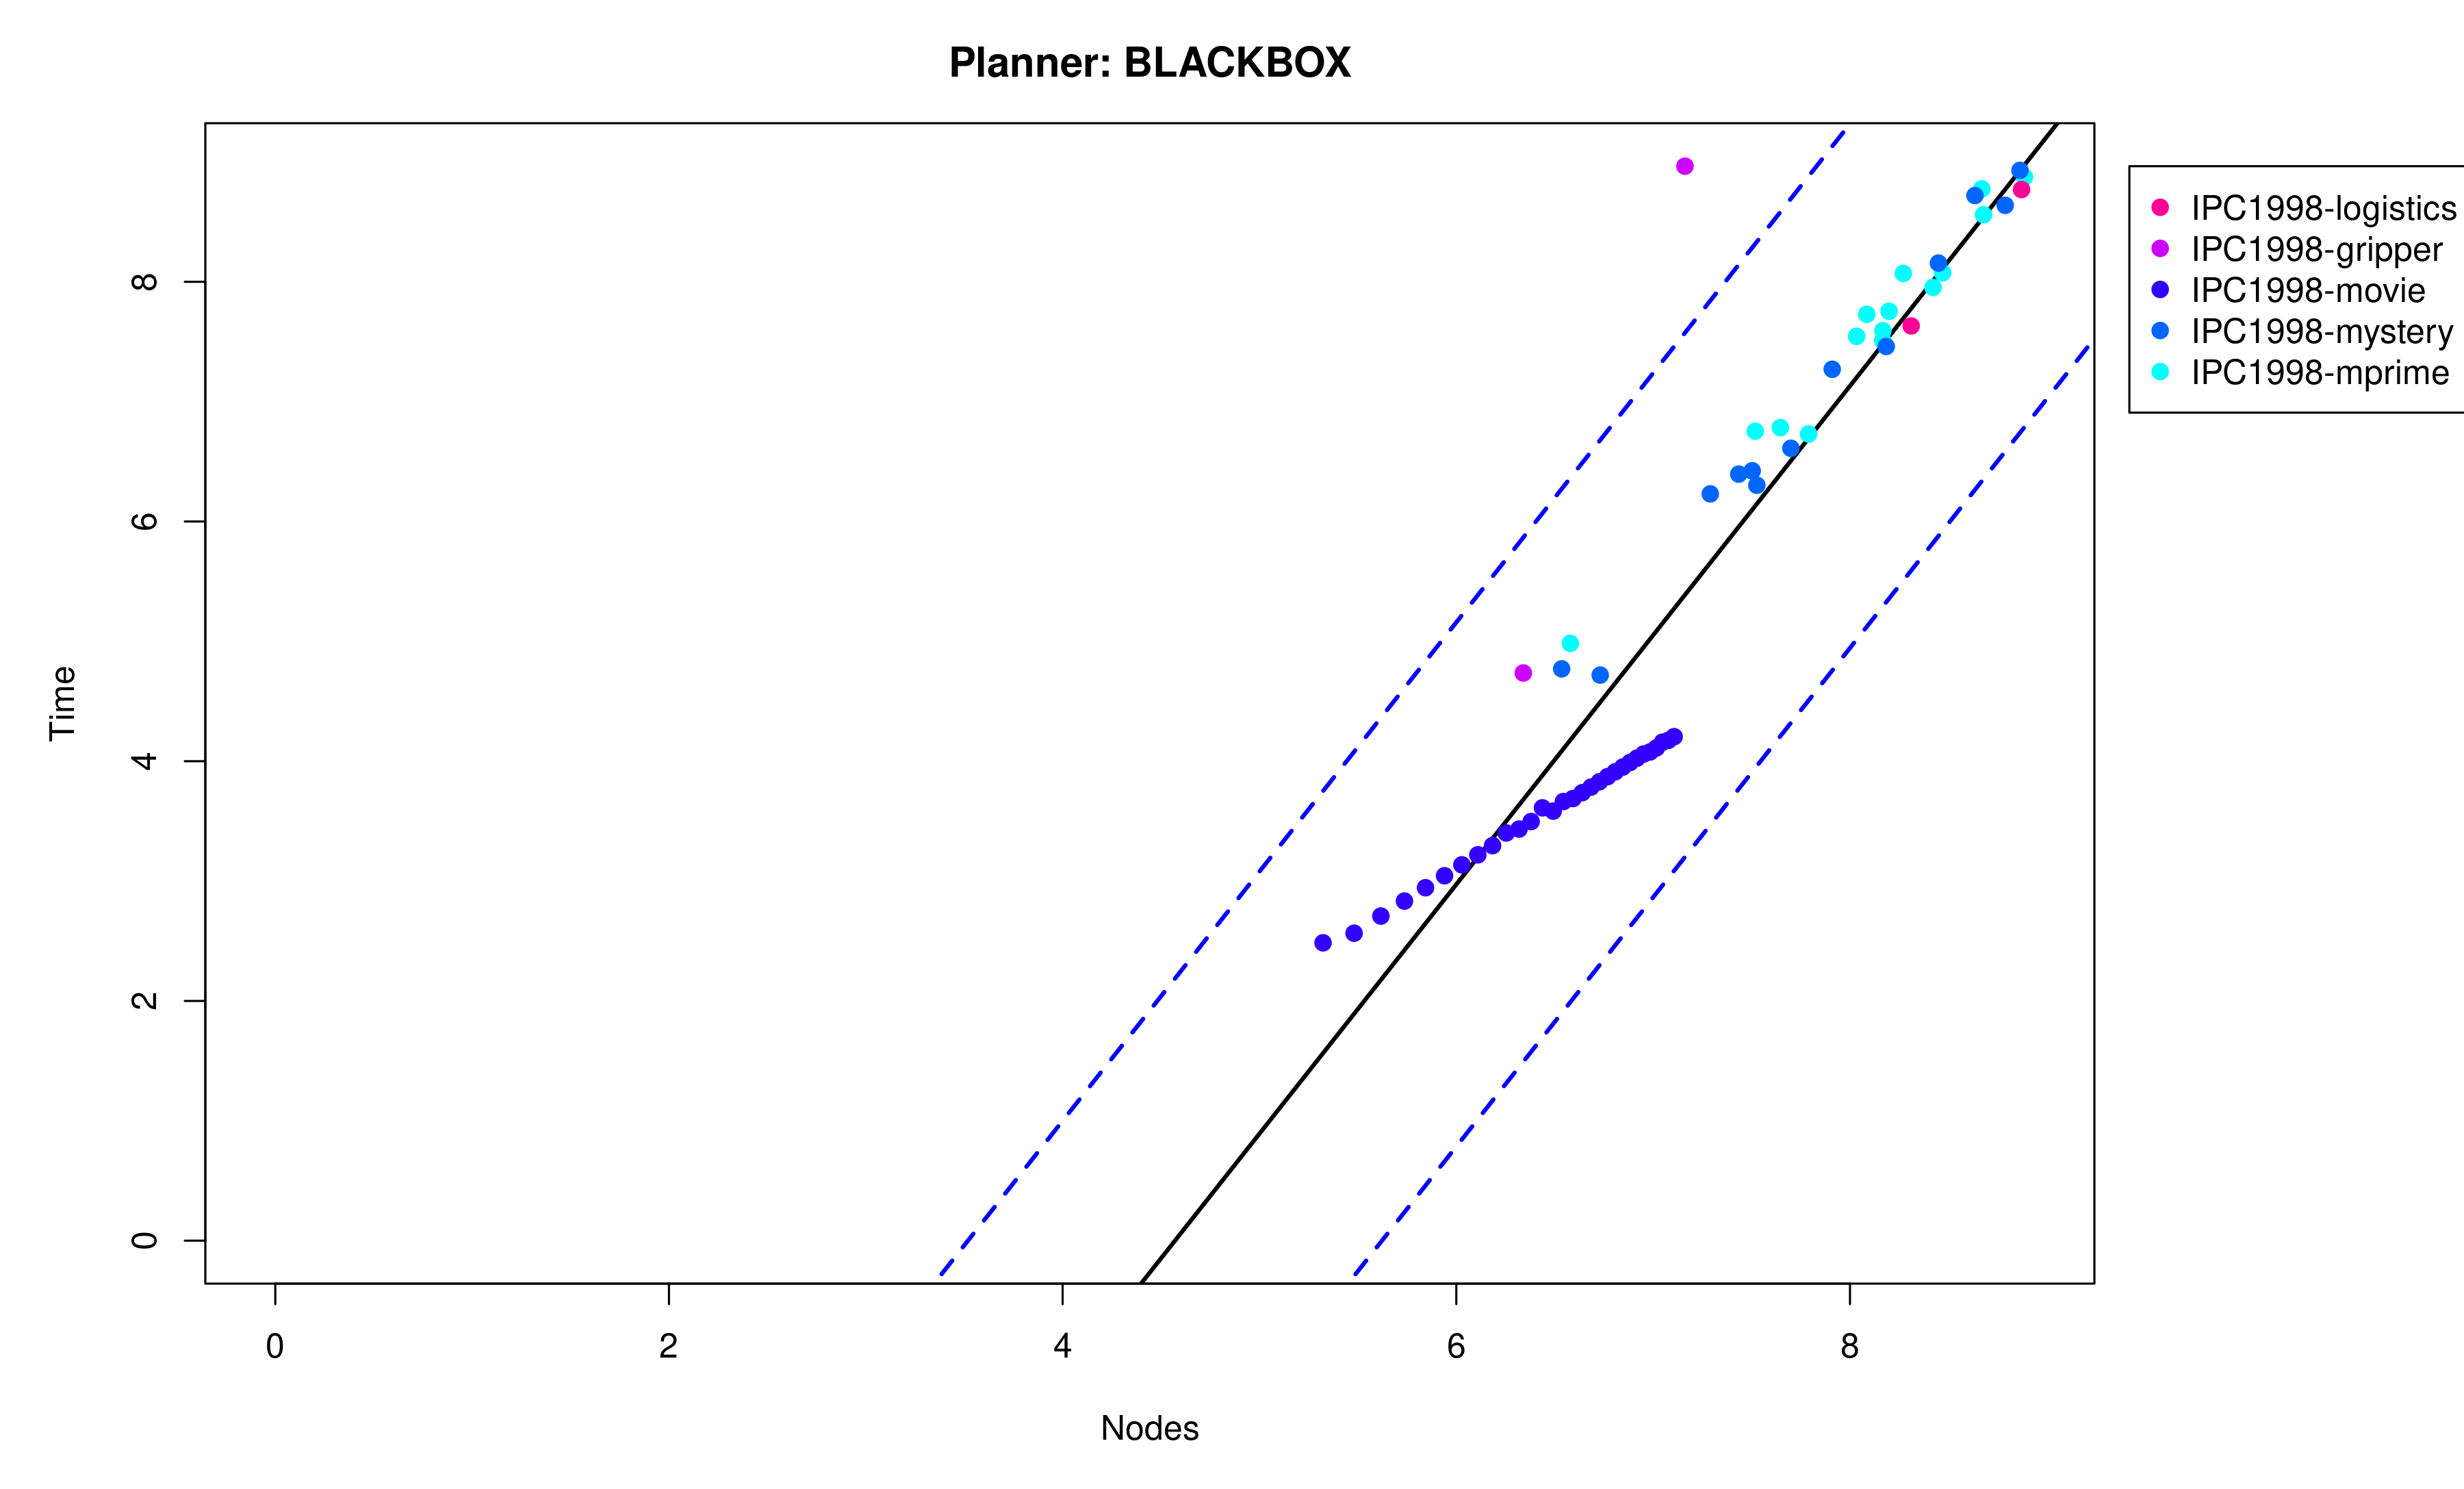 Planner: BLACKBOX
IPC1998-logistics
IPC1998-gripper
IPC1998-movie
IPC1998-mystery
IPC1998-mprime
Time
8
6
4
2
0
0 2 4 6 8
Nodes